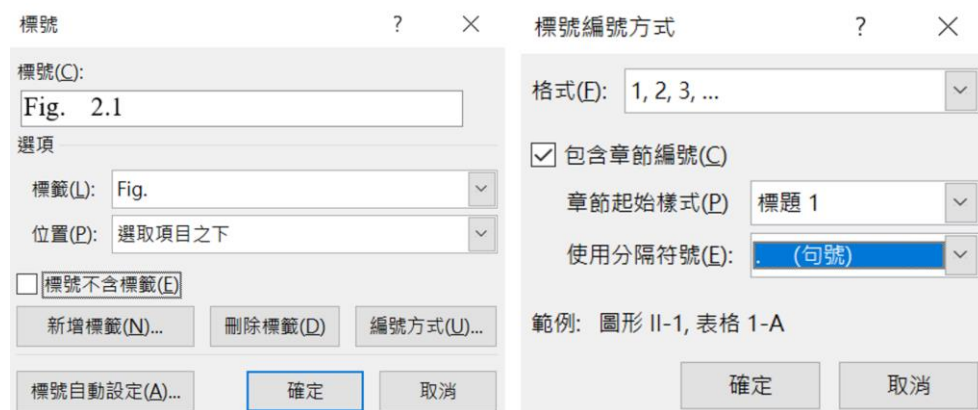 標號 ? ×
標號(C):
Fig. 2.1
選項
標籤(L): Fig.
位置(P): 選取項目之下
標號不含標籤(E)
新增標籤(N)... 刪除標籤(D) 編號方式(U)...
標號自動設定(A)... 確定 取消
標號編號方式 ? ×
格式(F): 1, 2, 3, ...
包含章節編號(C)
章節起始樣式(P) 標題 1
使用分隔符號(E): . (句號)
範例: 圖形 II-1, 表格 1-A
確定 取消